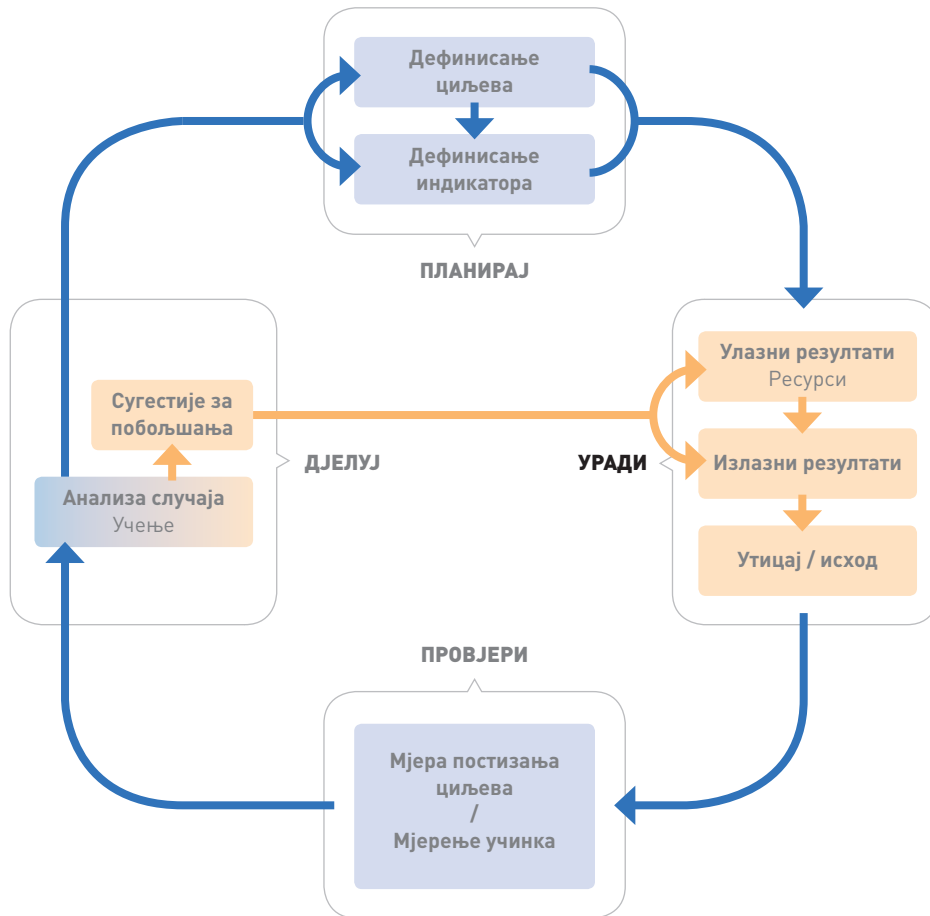 Дефинисање
циљева
Дефинисање
индикатора
ПЛАНИРАЈ
Улазни резултати
Ресурси
Излазни резултати
Утицај / исход
УРАДИ
Сугестије за
побољшања
Анализа случаја
Учење
ДЈЕЛУЈ
ПРОВЈЕРИ
Мјера постизања
циљева
/
Мјерење учинка